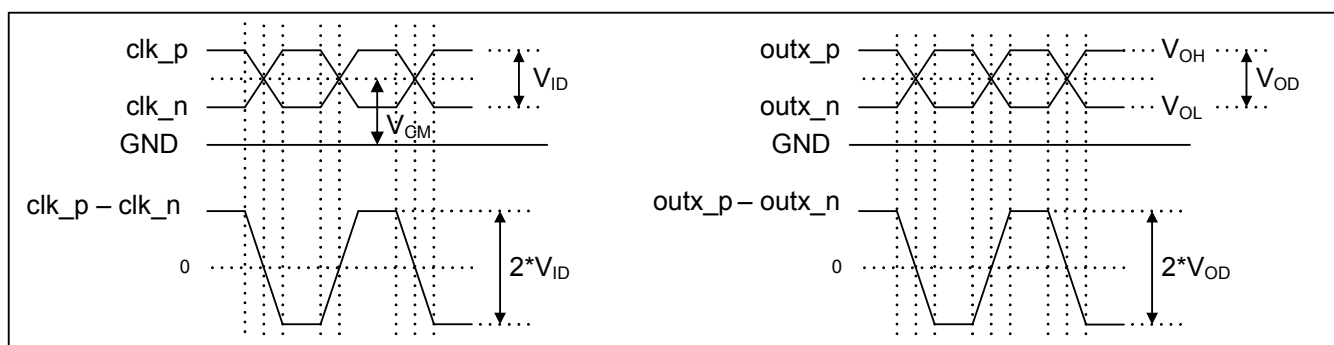 clk_p
V_ID
clk_n
V_CM
GND
clk_p – clk_n
0
2*V_ID
outx_p
V_OH
V_OD
outx_n
V_OL
GND
outx_p – outx_n
0
2*V_OD